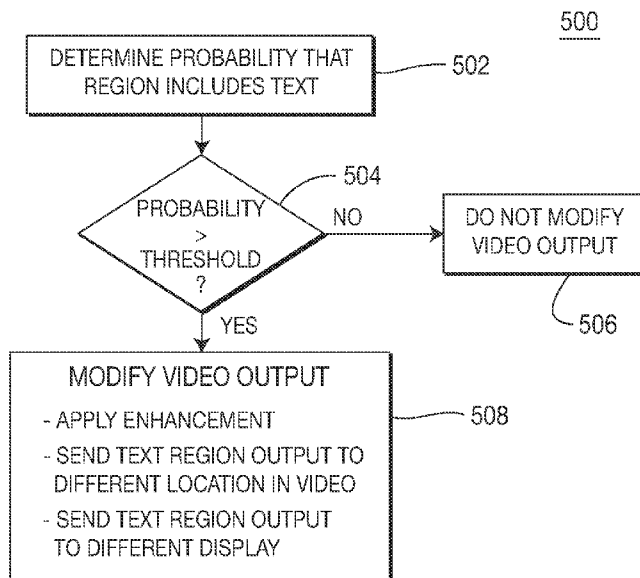 500
DETERMINE PROBABILITY THAT
REGION INCLUDES TEXT
502
504
PROBABILITY
>
THRESHOLD
?
NO
DO NOT MODIFY
VIDEO OUTPUT
506
YES
MODIFY VIDEO OUTPUT
- APPLY ENHANCEMENT
- SEND TEXT REGION OUTPUT TO
DIFFERENT LOCATION IN VIDEO
- SEND TEXT REGION OUTPUT
TO DIFFERENT DISPLAY
508